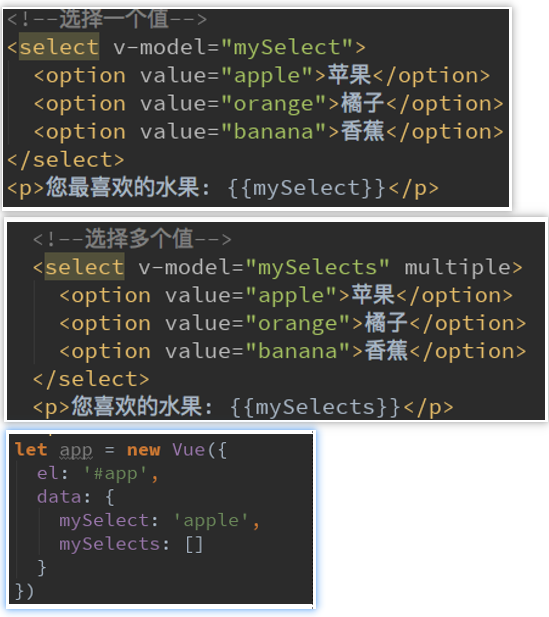 <!--选择一个值-->
<select v-model="mySelect">
<option value="apple">苹果</option>
<option value="orange">橘子</option>
<option value="banana">香蕉</option>
</select>
<p>您最喜欢的水果: {{mySelect}}</p>
<!--选择多个值-->
<select v-model="mySelects" multiple>
<option value="apple">苹果</option>
<option value="orange">橘子</option>
<option value="banana">香蕉</option>
</select>
<p>您喜欢的水果: {{mySelects}}</p>
let app = new Vue({
el: '#app',
data: {
mySelect: 'apple',
mySelects: []
}
})